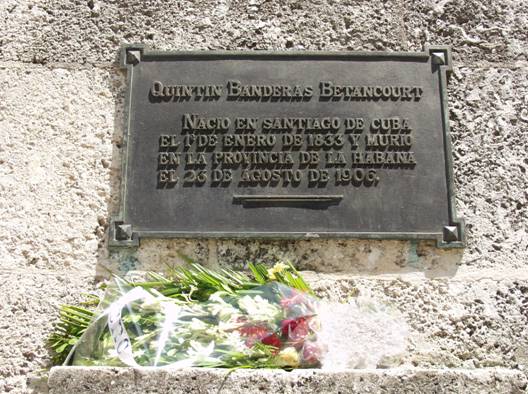 QUINTIN BANDERAS BETANCOURT
NACIO EN SANTIAGO DE CUBA
EL 1º DE ENERO DE 1833 Y MURIO
EN LA PROVINCIA DE LA HABANA
EL 23 DE AGOSTO DE 1906.